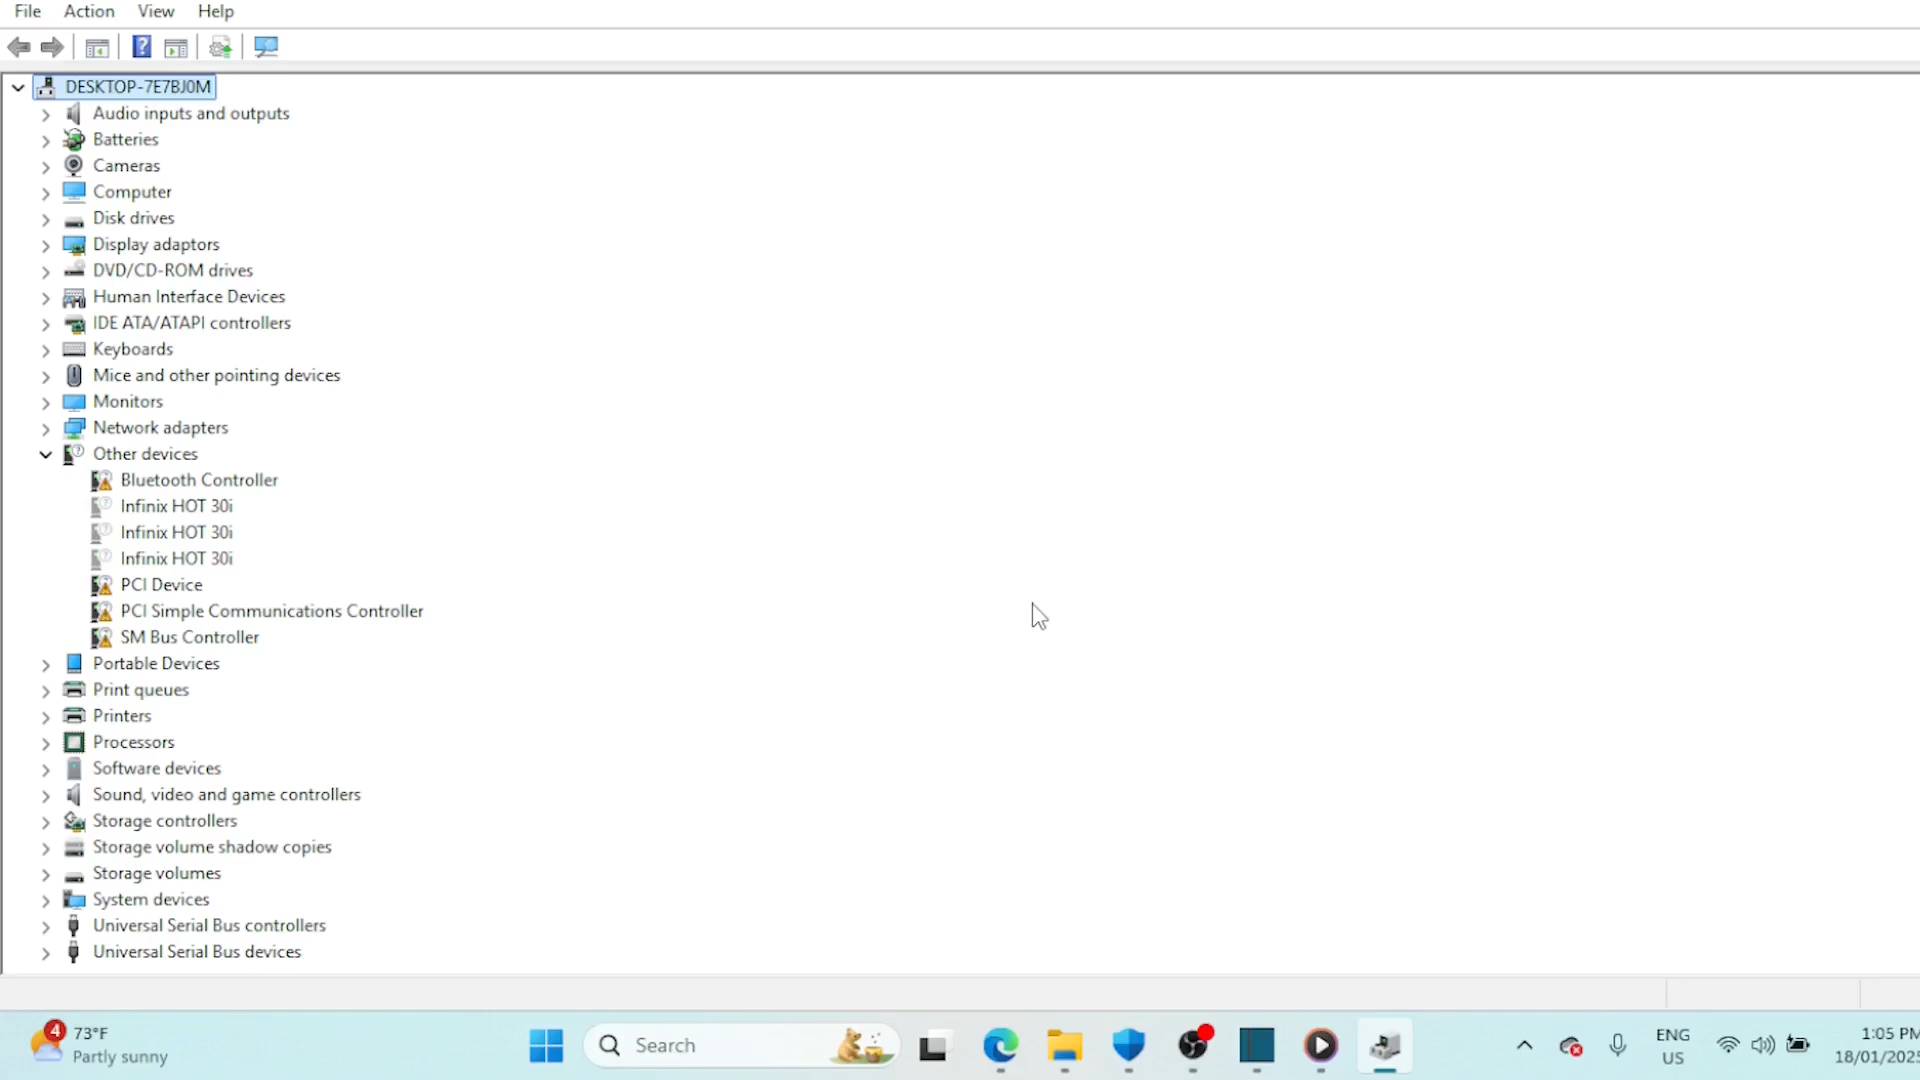 File Action View Help
DESKTOP-7E7BJ0M
Audio inputs and outputs
Batteries
Cameras
Computer
Disk drives
Display adaptors
DVD/CD-ROM drives
Human Interface Devices
IDE ATA/ATAPI controllers
Keyboards
Mice and other pointing devices
Monitors
Network adapters
Other devices
Bluetooth Controller
Infinix HOT 30i
Infinix HOT 30i
Infinix HOT 30i
PCI Device
PCI Simple Communications Controller
SM Bus Controller
Portable Devices
Print queues
Printers
Processors
Software devices
Sound, video and game controllers
Storage controllers
Storage volume shadow copies
Storage volumes
System devices
Universal Serial Bus controllers
Universal Serial Bus devices
4 73°F
Partly sunny
Search
ENG
US
1:05 PM
18/01/2025